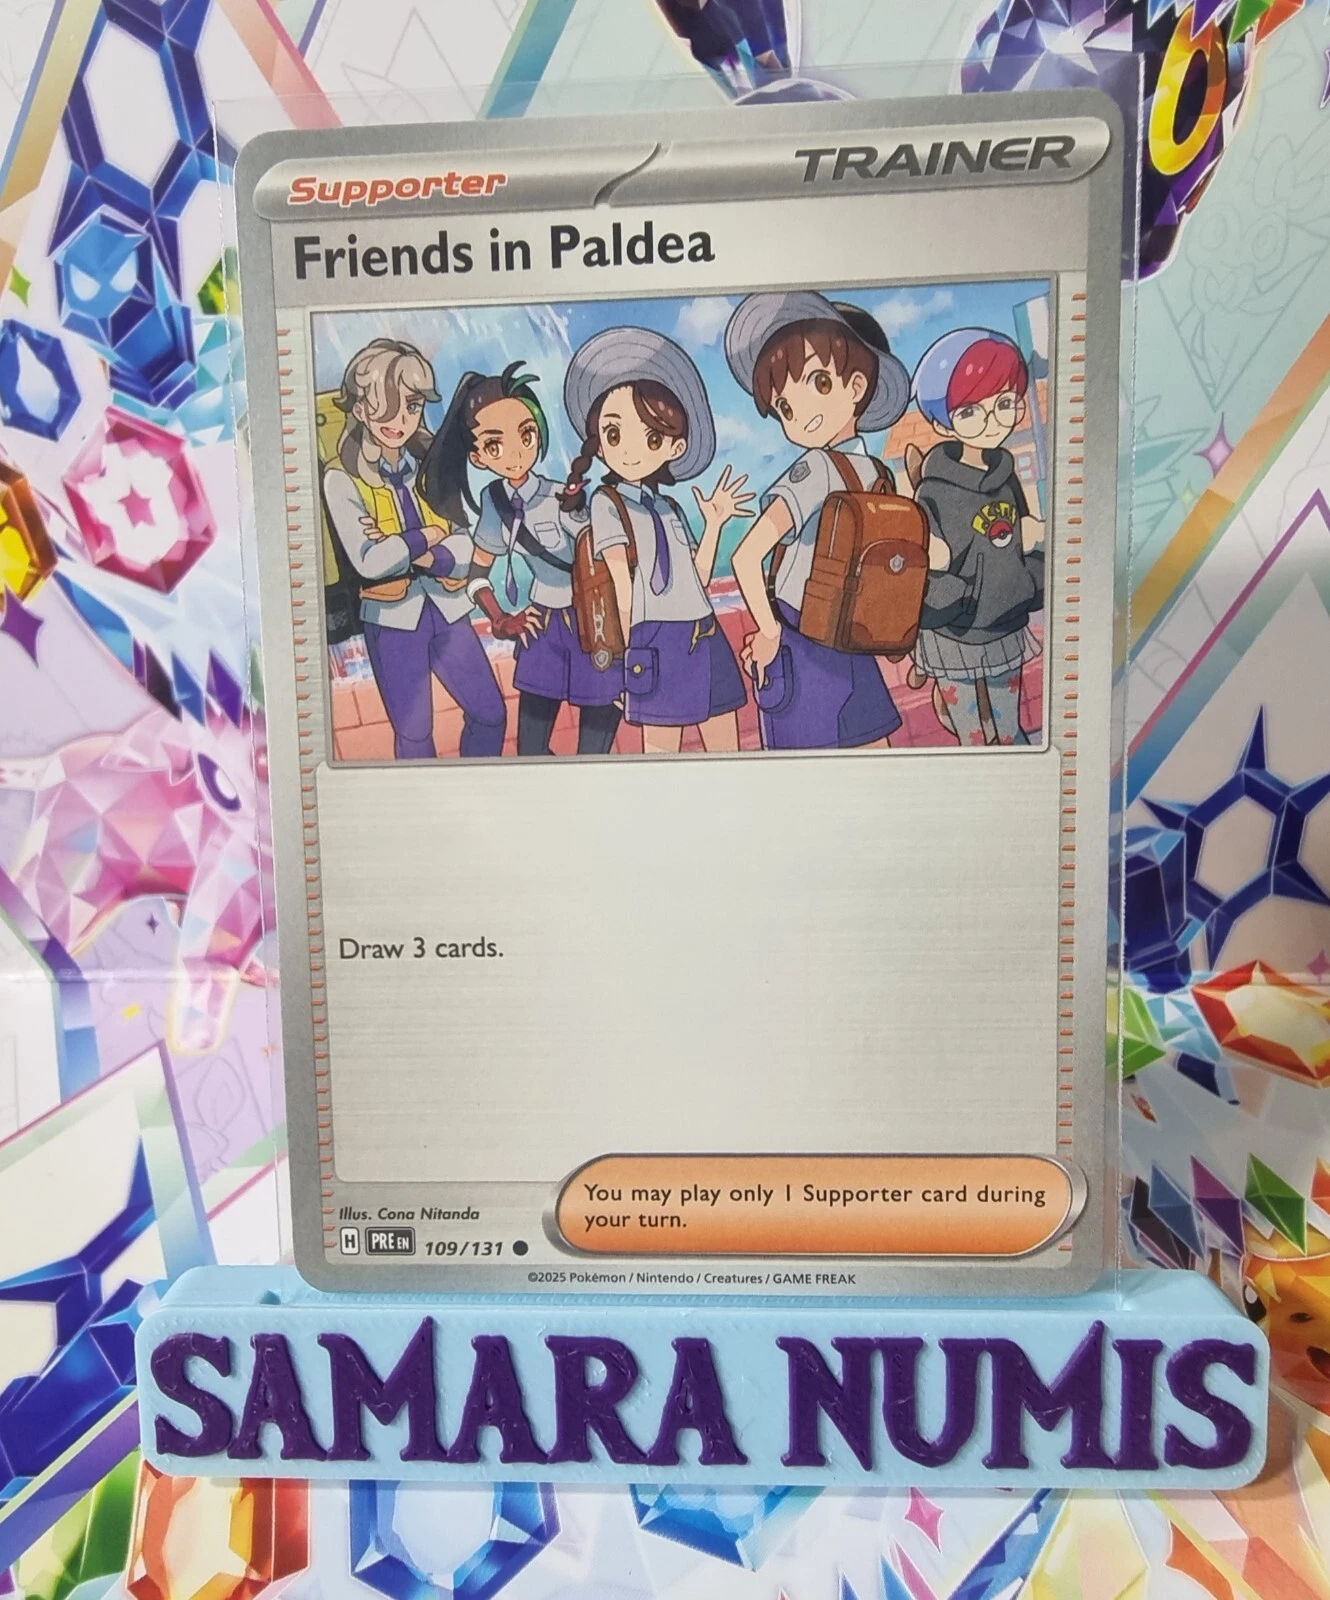 Supporter
TRAINER
Friends in Paldea
Draw 3 cards.
You may play only 1 Supporter card during
your turn.
Illus. Cona Nitanda
H PRE EN 109/131
©2025 Pokémon / Nintendo / Creatures / GAME FREAK
SAMARA NUMIS